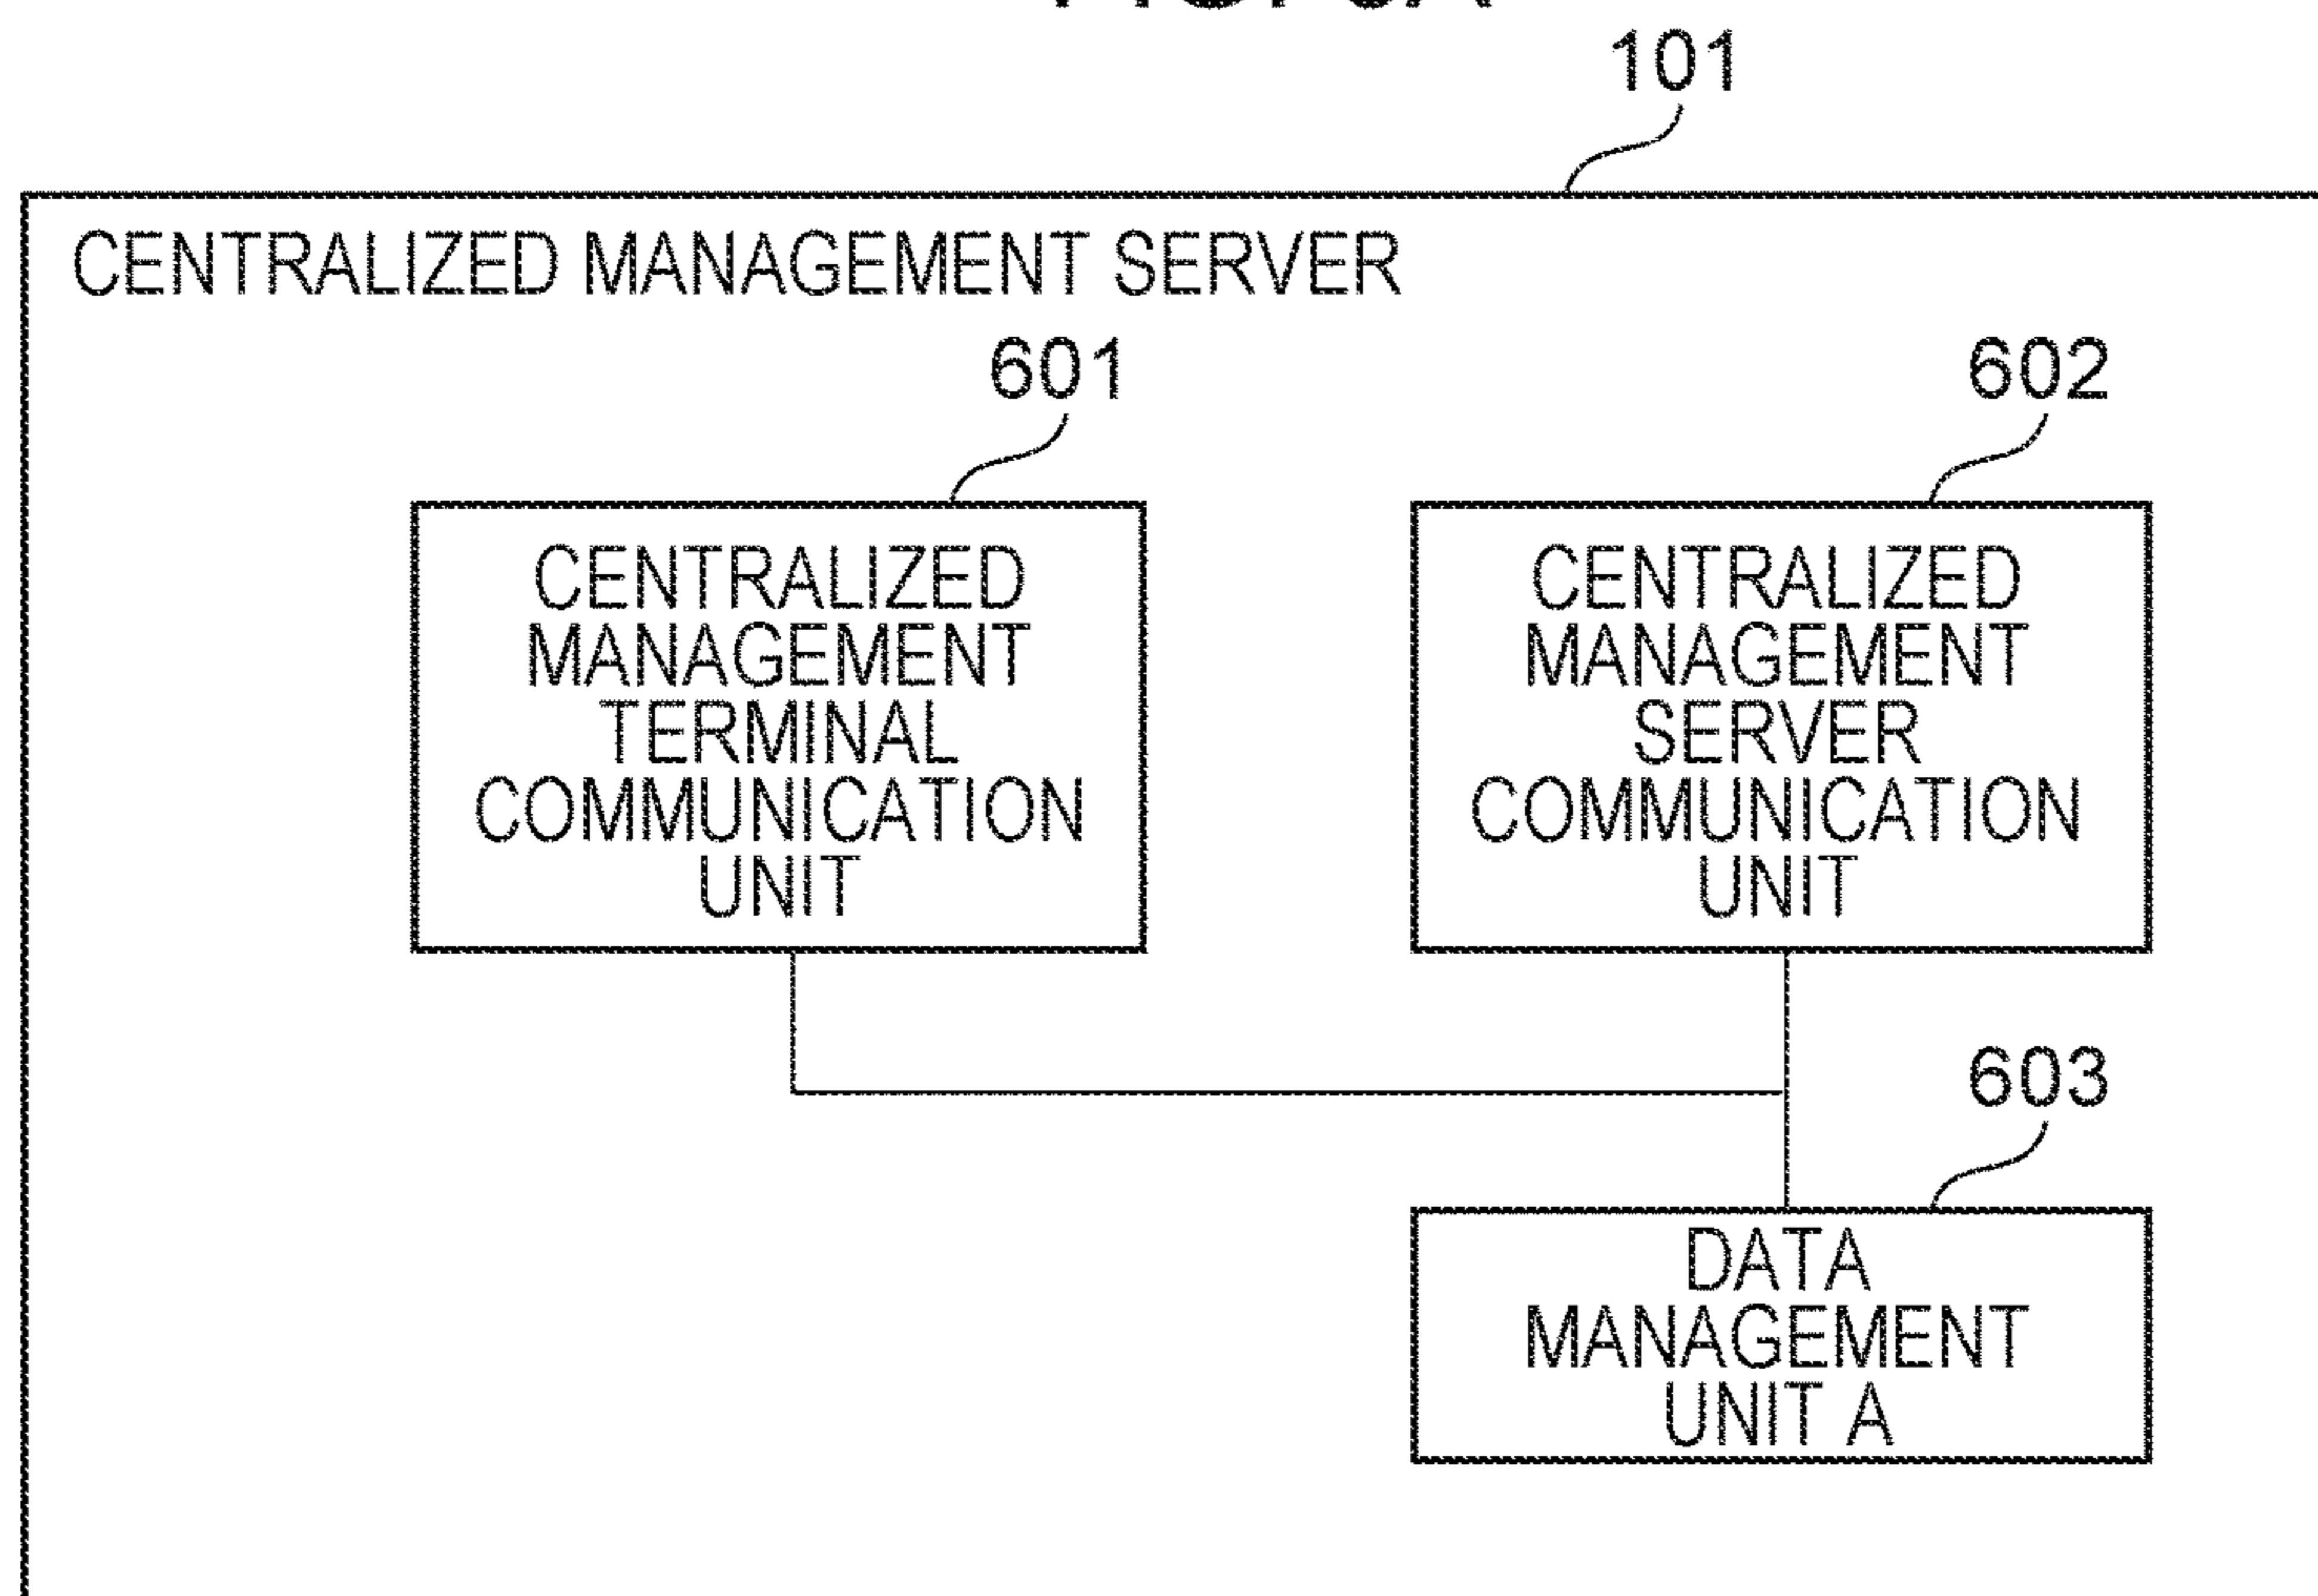 101
CENTRALIZED MANAGEMENT SERVER
601
602
CENTRALIZED
MANAGEMENT
TERMINAL
COMMUNICATION
UNIT
CENTRALIZED
MANAGEMENT
SERVER
COMMUNICATION
UNIT
603
DATA
MANAGEMENT
UNIT A